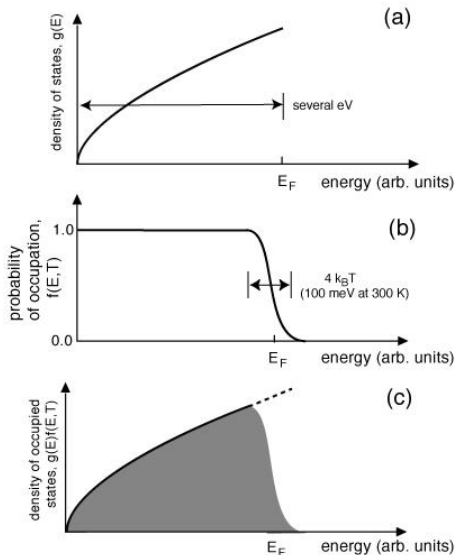 (a)
density of states, g(E)
several eV
E_F
energy (arb. units)
(b)
probability
of occupation,
f(E,T)
1.0
0.0
4 k_BT
(100 meV at 300 K)
E_F
energy (arb. units)
(c)
density of occupied
states, g(E)f(E,T)
E_F
energy (arb. units)